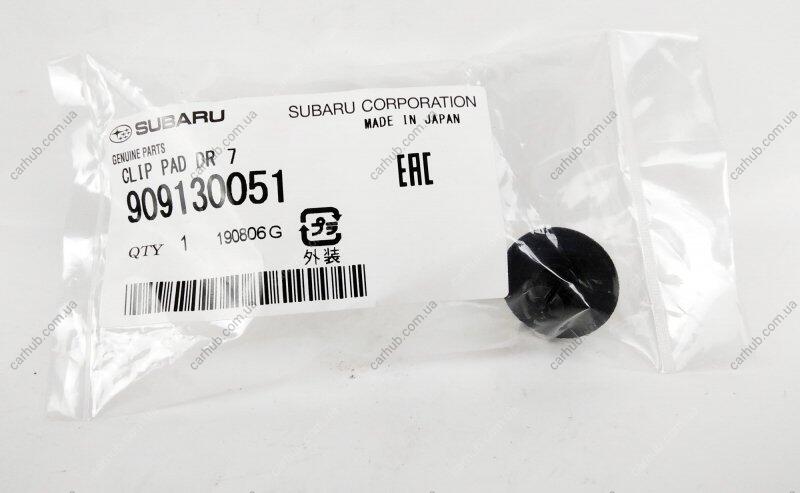 SUBARU
SUBARU CORPORATION
MADE IN JAPAN
GENUINE PARTS
CLIP PAD DR 7
909130051
EAC
QTY 1 190806G
プラ
外装
carhub.com.ua